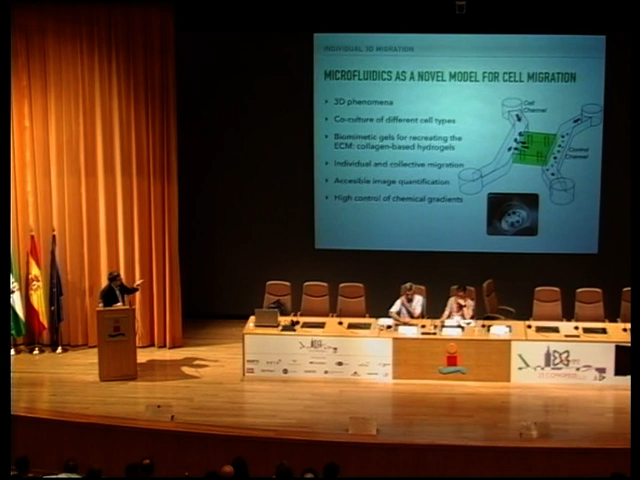 INDIVIDUAL 3D MIGRATION
MICROFLUIDICS AS A NOVEL MODEL FOR CELL MIGRATION
3D phenomena
Co-culture of different cell types
Biomimetic gels for recreating the
ECM: collagen-based hydrogels
Individual and collective migration
Accesible image quantification
High control of chemical gradients
Cell
Channel
Control
Channel